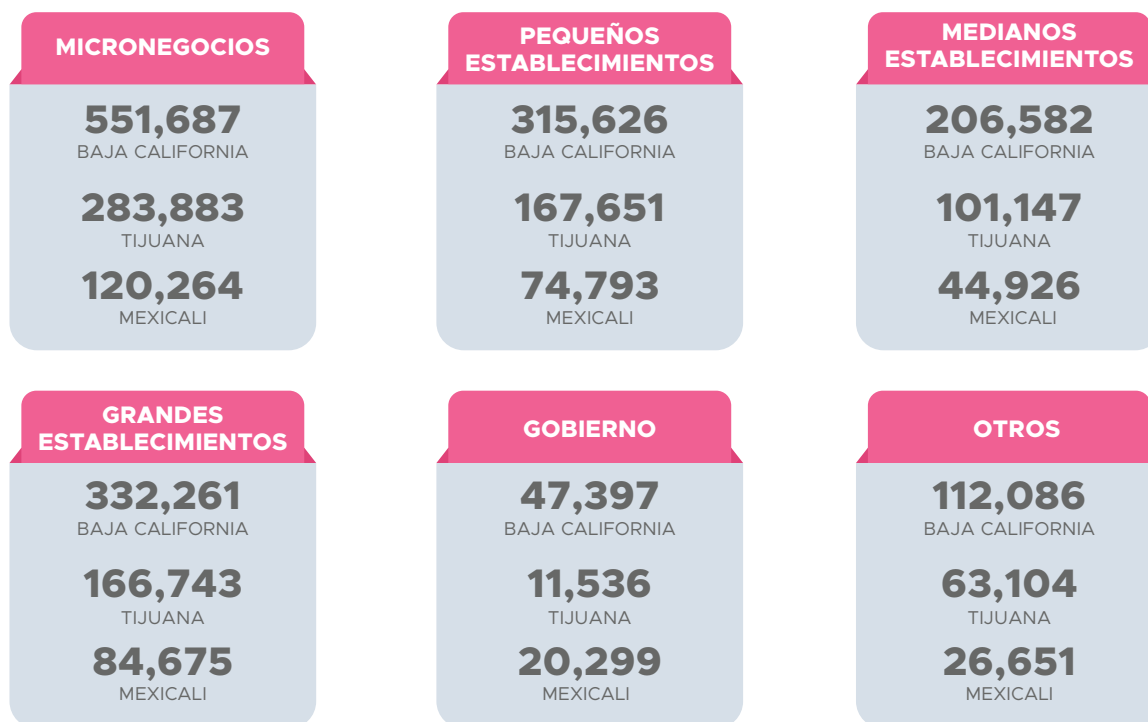 MICRONEGOCIOS
551,687
BAJA CALIFORNIA
283,883
TIJUANA
120,264
MEXICALI
PEQUEÑOS
ESTABLECIMIENTOS
315,626
BAJA CALIFORNIA
167,651
TIJUANA
74,793
MEXICALI
MEDIANOS
ESTABLECIMIENTOS
206,582
BAJA CALIFORNIA
101,147
TIJUANA
44,926
MEXICALI
GRANDES
ESTABLECIMIENTOS
332,261
BAJA CALIFORNIA
166,743
TIJUANA
84,675
MEXICALI
GOBIERNO
47,397
BAJA CALIFORNIA
11,536
TIJUANA
20,299
MEXICALI
OTROS
112,086
BAJA CALIFORNIA
63,104
TIJUANA
26,651
MEXICALI